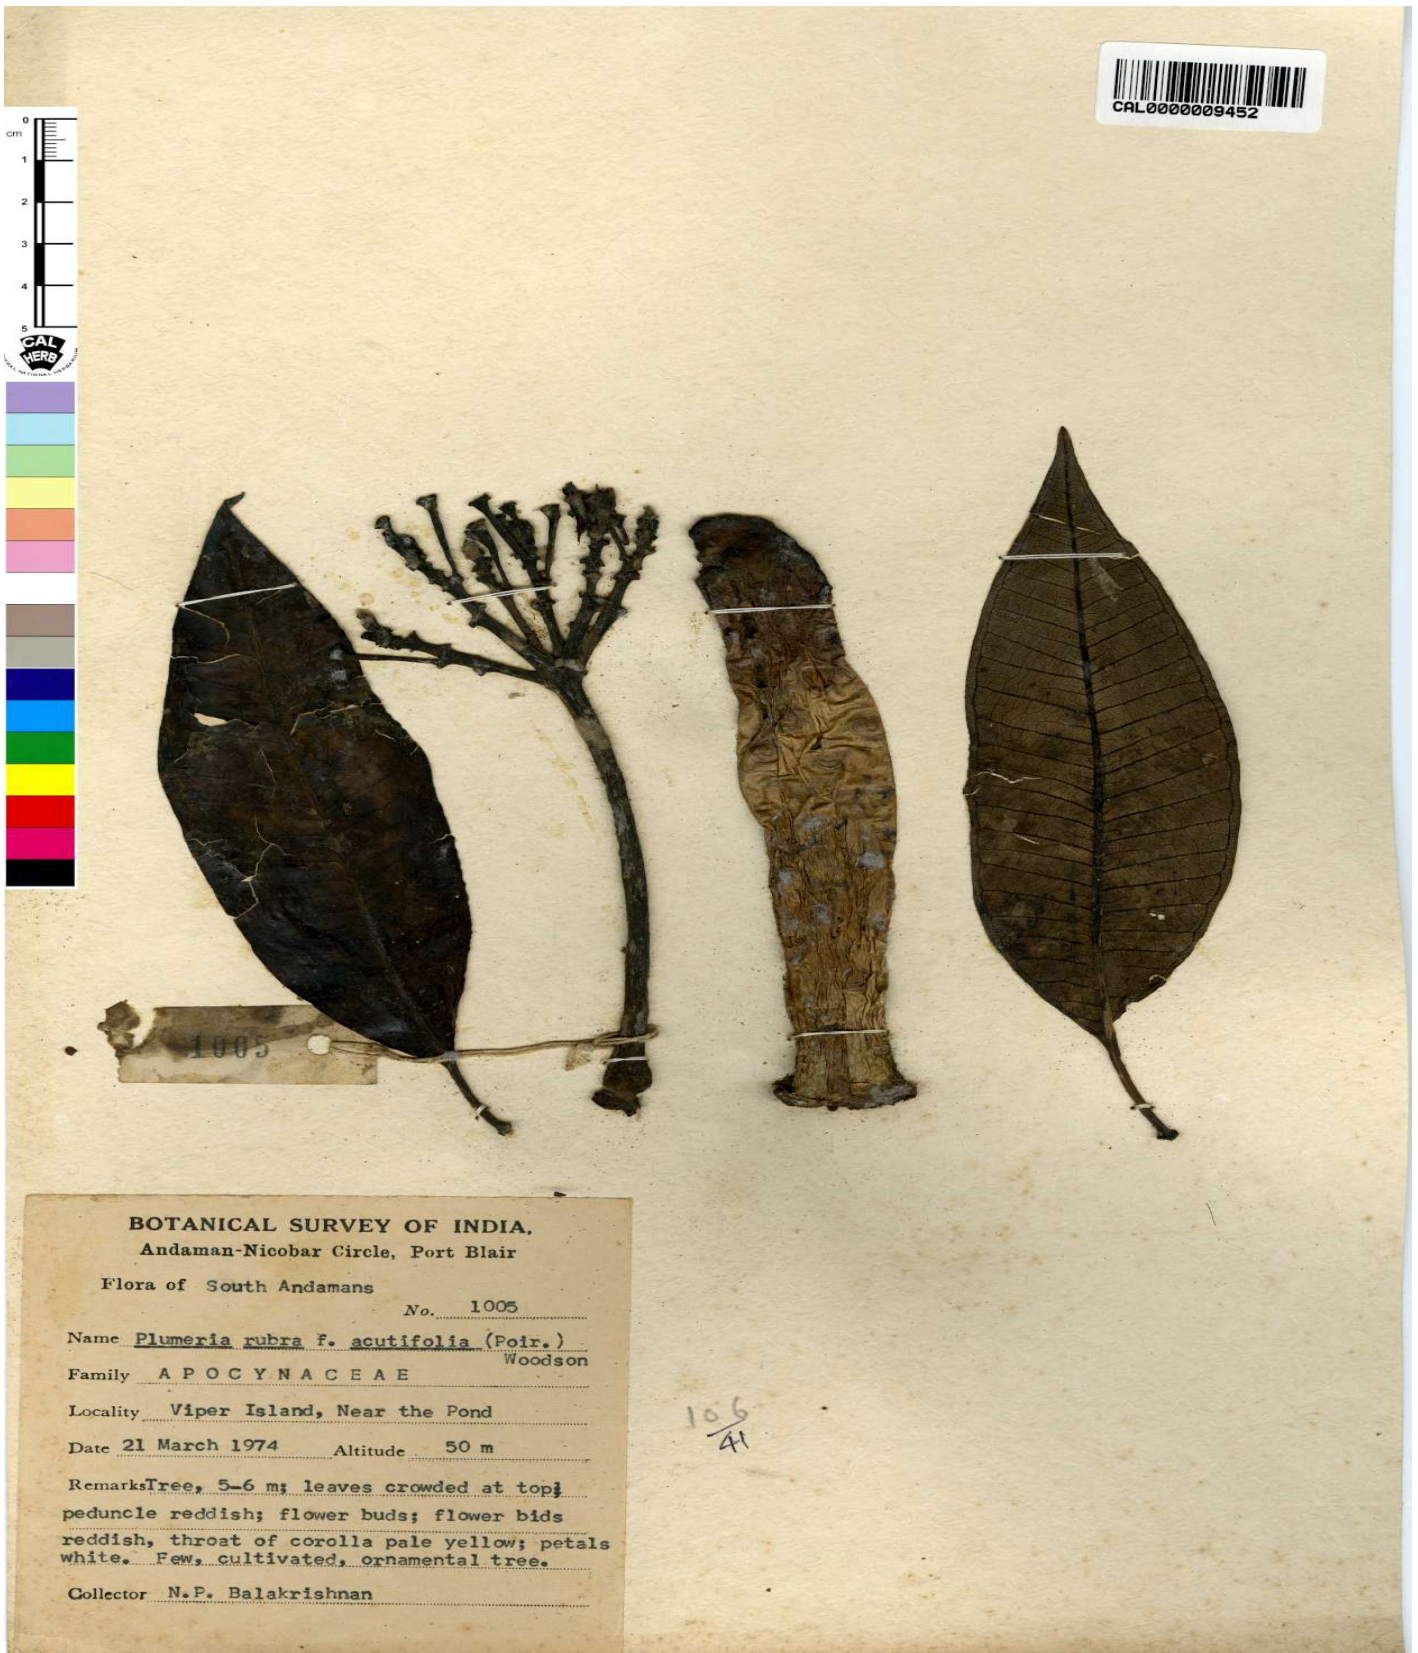 CAL0000009452
0
cm
1
2
3
4
5
CAL
HERB
1005
BOTANICAL SURVEY OF INDIA,
Andaman-Nicobar Circle, Port Blair
Flora of South Andamans
No. 1005
Name Plumeria rubra f. acutifolia (Poir.)
Woodson
Family APOCYNACEAE
Locality Viper Island, Near the Pond
Date 21 March 1974 Altitude 50 m
Remarks Tree, 5-6 m; leaves crowded at top;
peduncle reddish; flower buds; flower bids
reddish, throat of corolla pale yellow; petals
white. Few, cultivated, ornamental tree.
Collector N.P. Balakrishnan
106
41